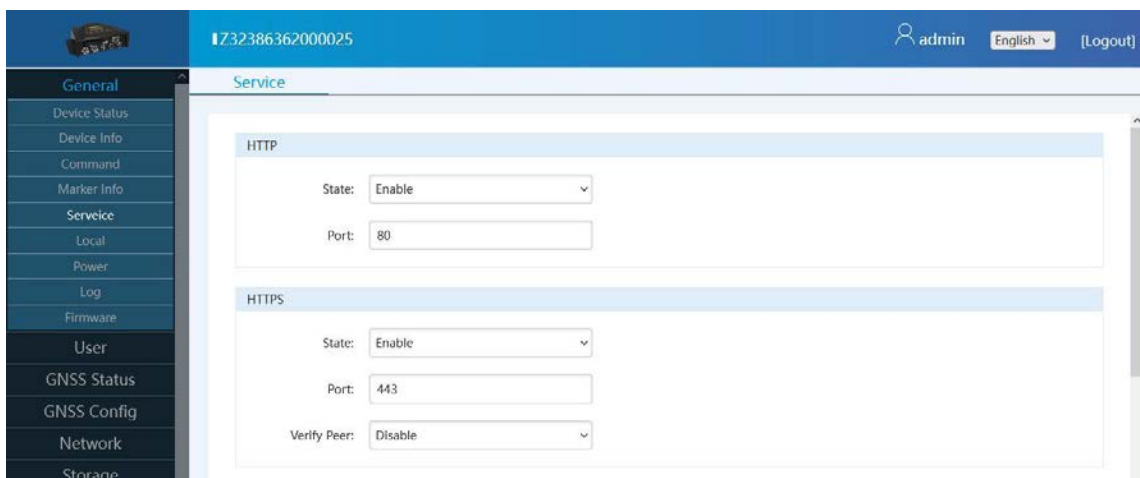 IZ32386362000025
admin
English
[Logout]
General
Device Status
Device Info
Command
Marker Info
Serveice
Local
Power
Log
Firmware
User
GNSS Status
GNSS Config
Network
Storage
Service
HTTP
State: Enable
Port: 80
HTTPS
State: Enable
Port: 443
Verify Peer: Disable